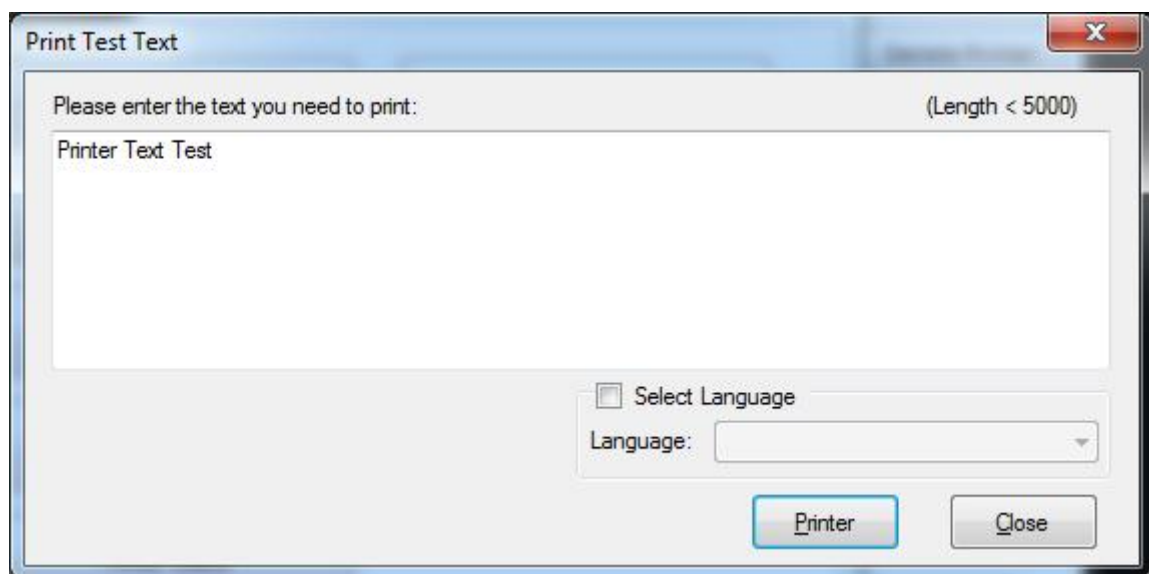 Print Test Text
Please enter the text you need to print: (Length < 5000)
Printer Text Test
Select Language
Language:
Printer Close